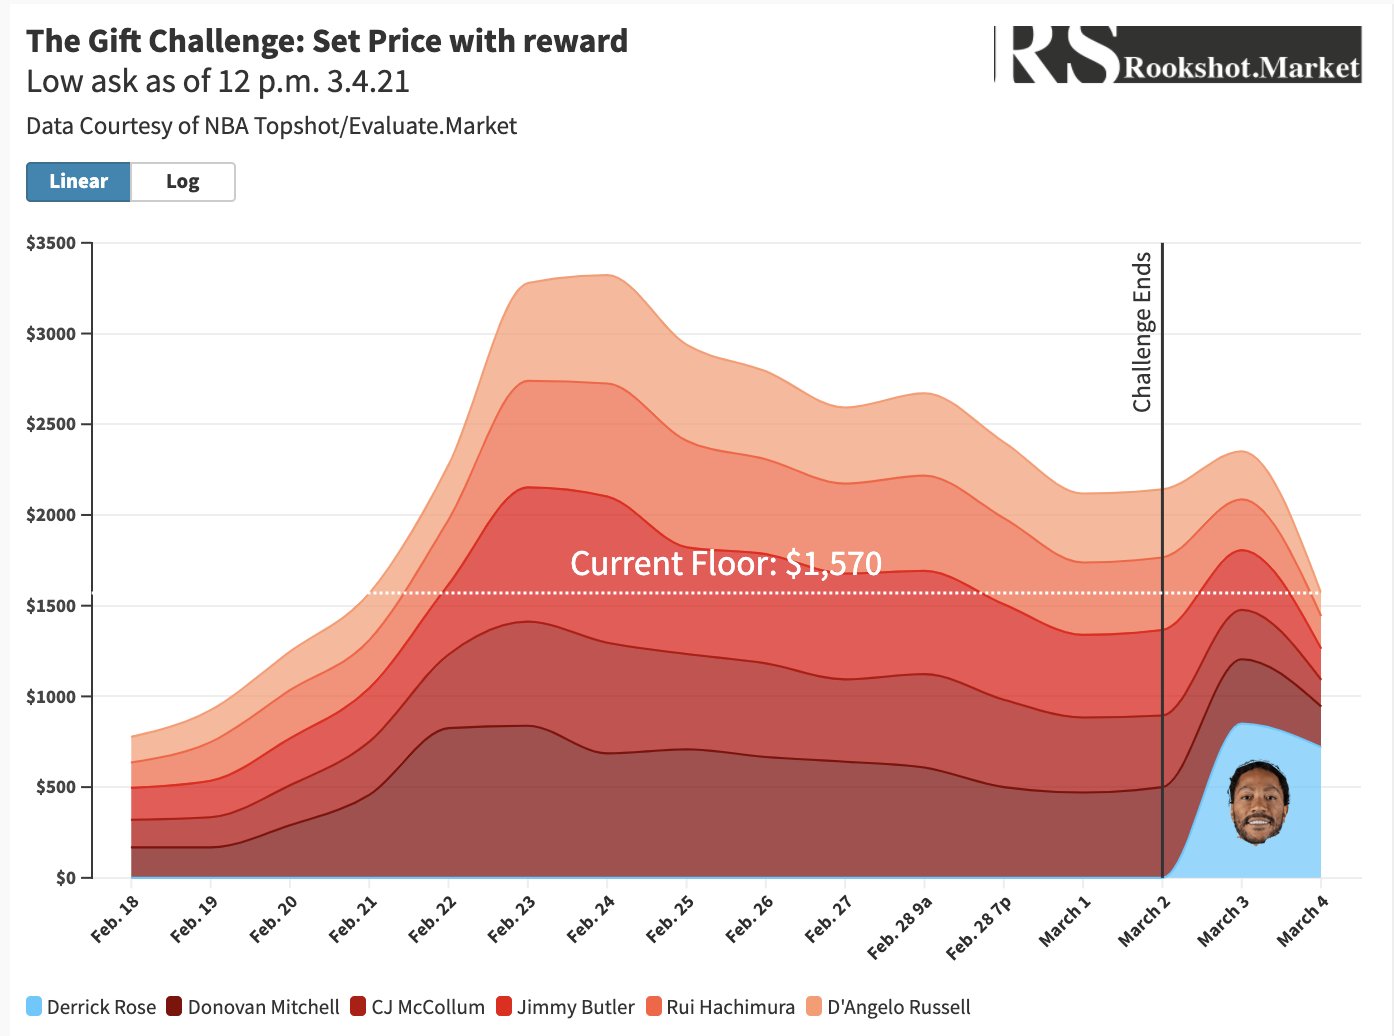 The Gift Challenge: Set Price with reward
Low ask as of 12 p.m. 3.4.21
Data Courtesy of NBA Topshot/Evaluate.Market
RS
Rookshot.Market
Linear
Log
$3500
$3000
$2500
$2000
$1500
$1000
$500
$0
Challenge Ends
Current Floor: $1,570
Feb. 18
Feb. 19
Feb. 20
Feb. 21
Feb. 22
Feb. 23
Feb. 24
Feb. 25
Feb. 26
Feb. 27
Feb. 28 9a
Feb. 28 7p
March 1
March 2
March 3
March 4
Derrick Rose
Donovan Mitchell
CJ McCollum
Jimmy Butler
Rui Hachimura
D'Angelo Russell